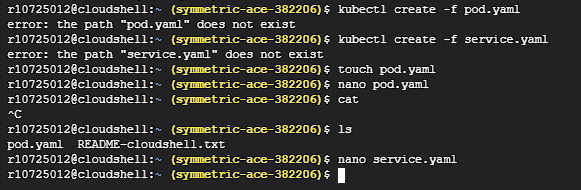 r10725012@cloudshell:~ (symmetric-ace-382206)$ kubectl create -f pod.yaml
error: the path "pod.yaml" does not exist
r10725012@cloudshell:~ (symmetric-ace-382206)$ kubectl create -f service.yaml
error: the path "service.yaml" does not exist
r10725012@cloudshell:~ (symmetric-ace-382206)$ touch pod.yaml
r10725012@cloudshell:~ (symmetric-ace-382206)$ nano pod.yaml
r10725012@cloudshell:~ (symmetric-ace-382206)$ cat
^C
r10725012@cloudshell:~ (symmetric-ace-382206)$ ls
pod.yaml  README-cloudshell.txt
r10725012@cloudshell:~ (symmetric-ace-382206)$ nano service.yaml
r10725012@cloudshell:~ (symmetric-ace-382206)$